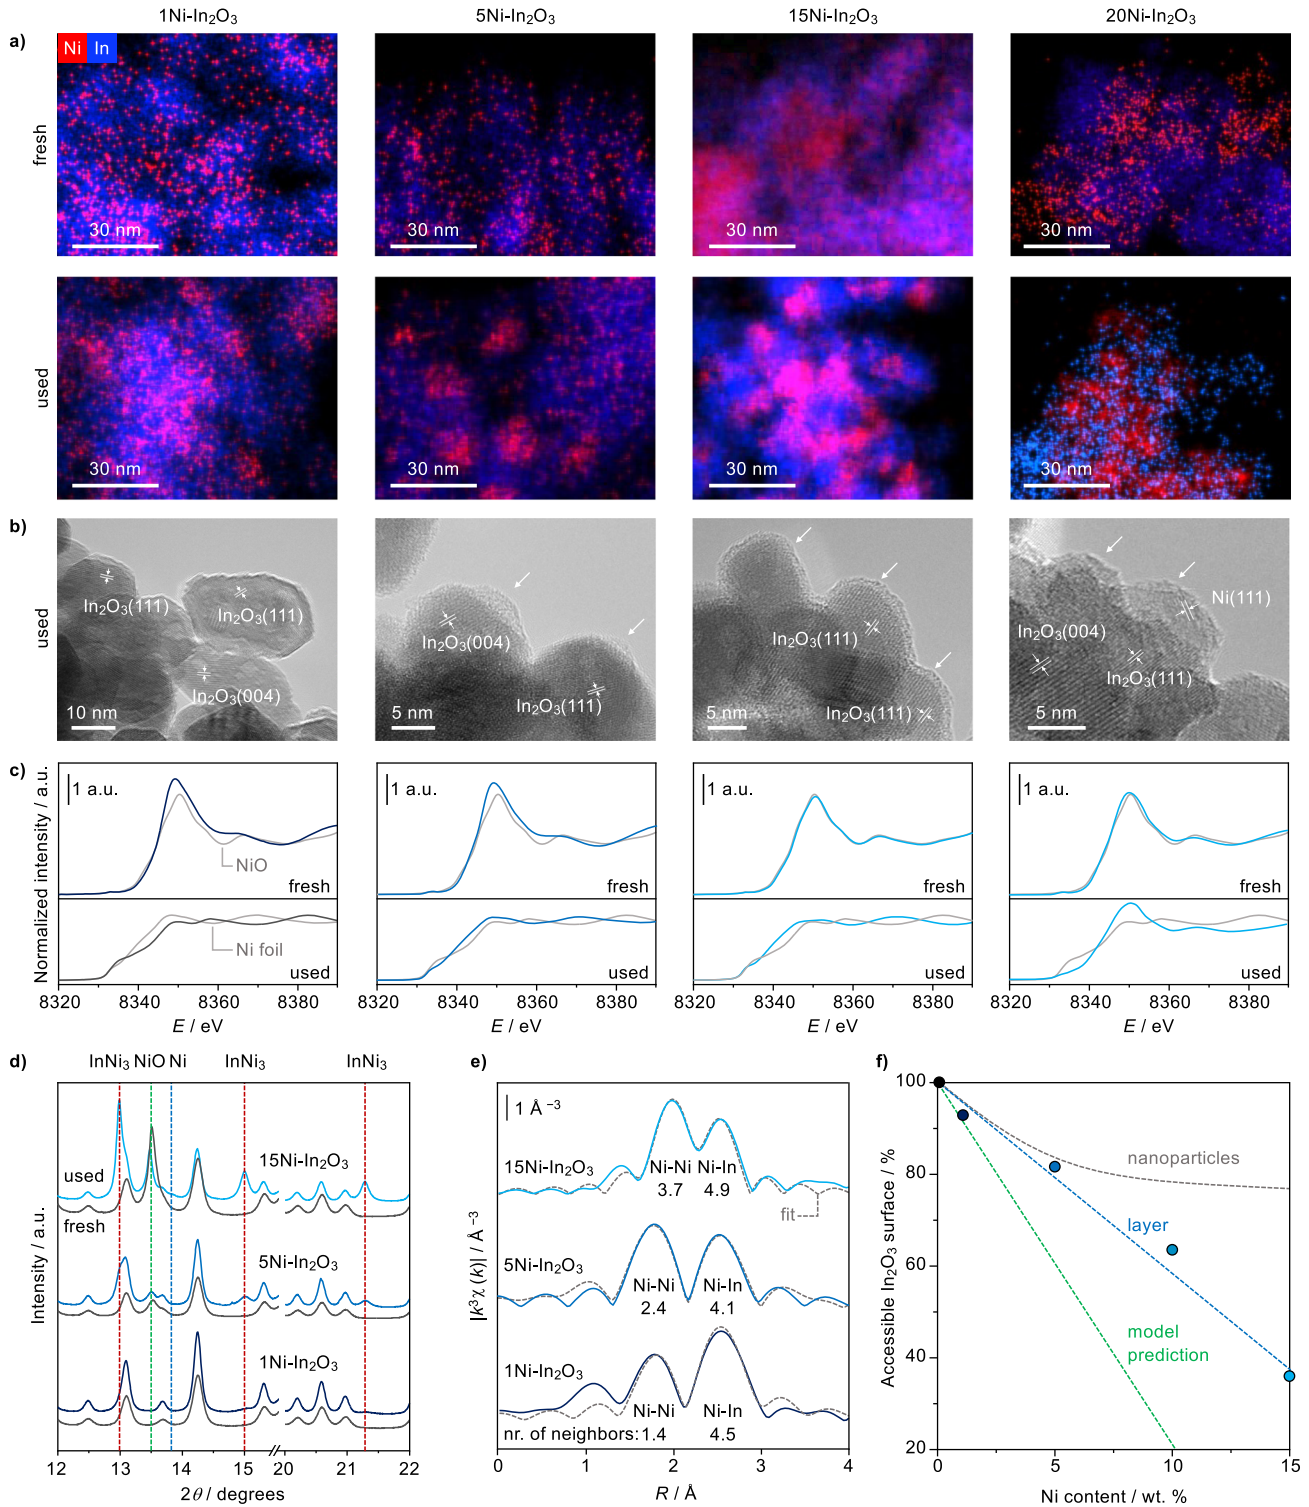 1Ni-In₂O₃ 5Ni-In₂O₃ 15Ni-In₂O₃ 20Ni-In₂O₃
a)
Ni In
fresh
30 nm 30 nm 30 nm 30 nm
used
30 nm 30 nm 30 nm 30 nm
b)
used
In₂O₃(111) In₂O₃(111) In₂O₃(004) 10 nm
In₂O₃(004) In₂O₃(111) 5 nm
In₂O₃(111) In₂O₃(111) 5 nm
Ni(111) In₂O₃(004) In₂O₃(111) 5 nm
c)
Normalized intensity / a.u.
1 a.u. 1 a.u. 1 a.u. 1 a.u.
NiO
fresh fresh fresh fresh
Ni foil
used used used used
8320 8340 8360 8380 8320 8340 8360 8380 8320 8340 8360 8380 8320 8340 8360 8380
E / eV E / eV E / eV E / eV
d)
InNi₃ NiO Ni InNi₃ InNi₃
Intensity / a.u.
used
15Ni-In₂O₃
fresh
5Ni-In₂O₃
1Ni-In₂O₃
12 13 14 15 20 21 22
2θ / degrees
e)
|k³χ(k)| / Å⁻³
1 Å⁻³
15Ni-In₂O₃
Ni-Ni Ni-In
3.7 4.9
fit
5Ni-In₂O₃
Ni-Ni Ni-In
2.4 4.1
1Ni-In₂O₃
Ni-Ni Ni-In
nr. of neighbors: 1.4 4.5
0 1 2 3 4
R / Å
f)
Accessible In₂O₃ surface / %
100
80
60
40
20
nanoparticles
layer
model
prediction
0 5 10 15
Ni content / wt. %